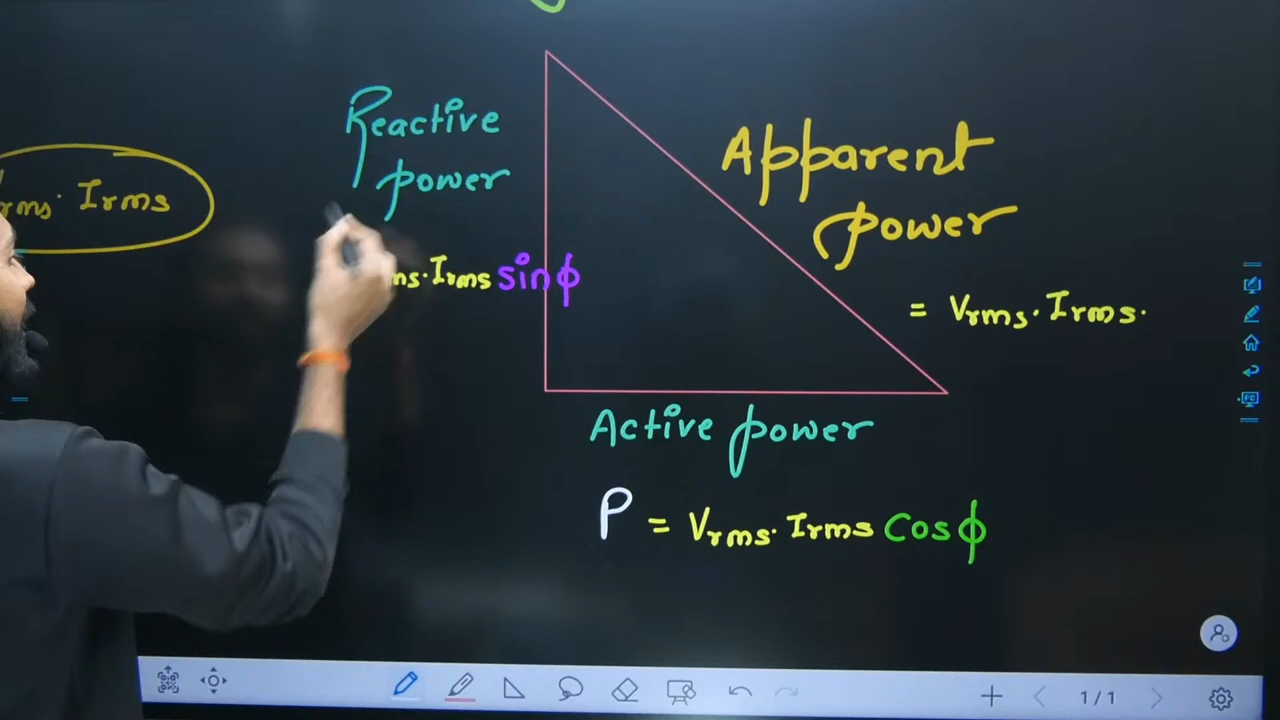 Reactive
power
Apparent
power
rms. Irms
ms. Irms sin ϕ
= Vrms. Irms.
Active power
P = Vrms. Irms Cos ϕ
1/1